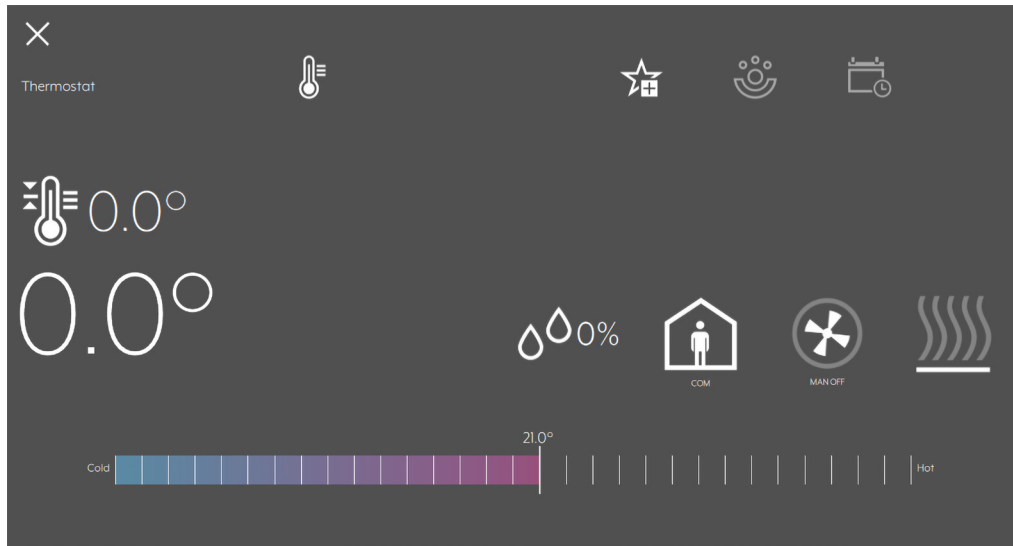 Thermostat
0.0°
0.0°
0%
COM
MAN OFF
21.0°
Cold
Hot